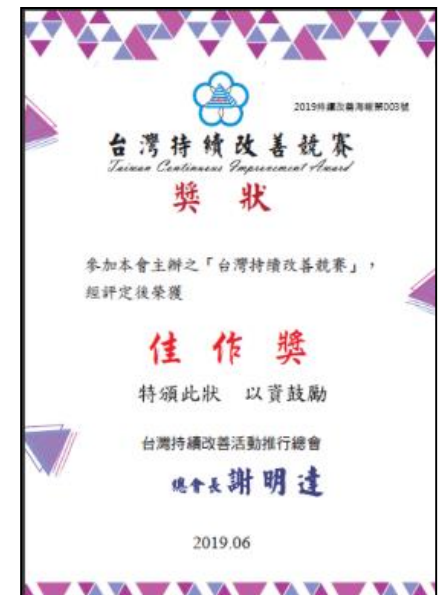 2019持續改善海報第003號
台灣持續改善競賽
Taiwan Continuous Improvement Award
獎 狀
參加本會主辦之「台灣持續改善競賽」，
經評定後榮獲
佳 作 獎
特頒此狀 以資鼓勵
台灣持續改善活動推行總會
總會長 謝明達
2019.06